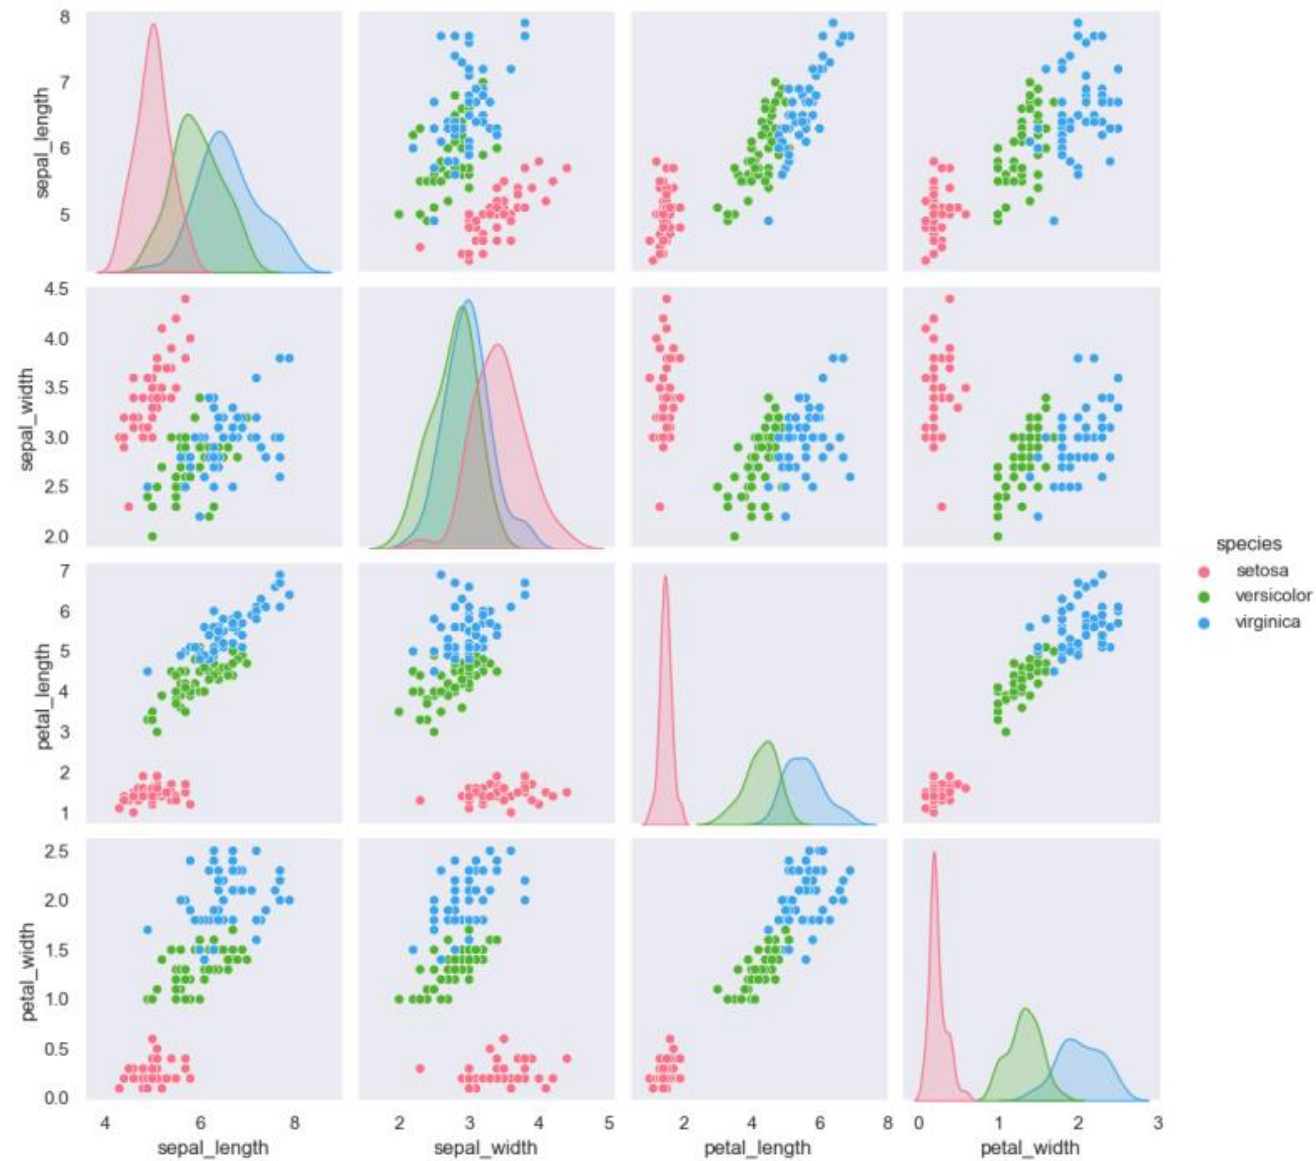 sepal_length
8
7
6
5
sepal_width
4.5
4.0
3.5
3.0
2.5
2.0
petal_length
7
6
5
4
3
2
1
petal_width
2.5
2.0
1.5
1.0
0.5
0.0
4 6 8
sepal_length
2 3 4 5
sepal_width
2 4 6 8
petal_length
0 1 2 3
petal_width
species
setosa
versicolor
virginica